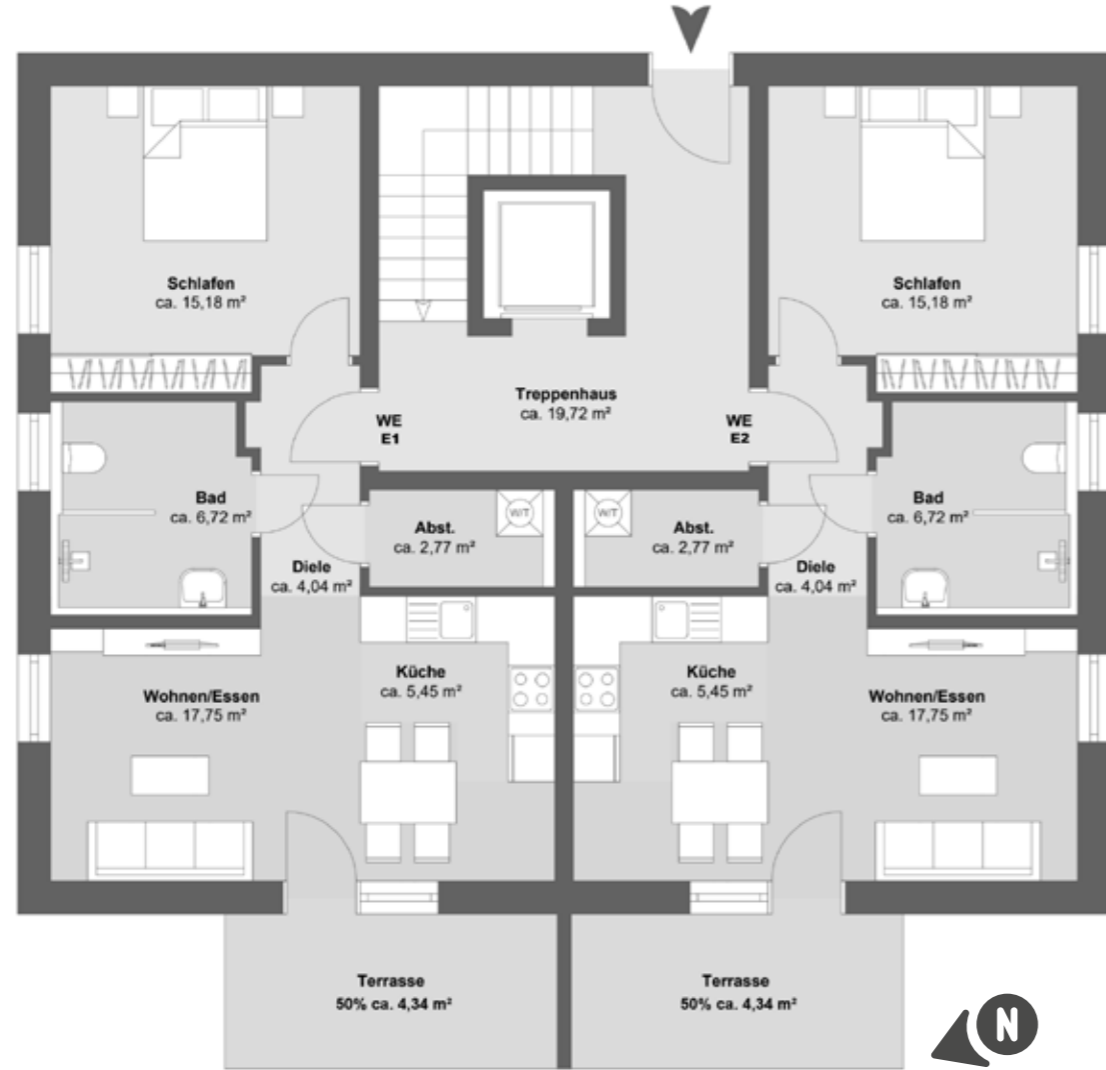 Schlafen
ca. 15,18 m²
Schlafen
ca. 15,18 m²
Treppenhaus
ca. 19,72 m²
WE
E1
WE
E2
Bad
ca. 6,72 m²
Abst.
ca. 2,77 m²
W/T
W/T
Abst.
ca. 2,77 m²
Bad
ca. 6,72 m²
Diele
ca. 4,04 m²
Diele
ca. 4,04 m²
Wohnen/Essen
ca. 17,75 m²
Küche
ca. 5,45 m²
Küche
ca. 5,45 m²
Wohnen/Essen
ca. 17,75 m²
Terrasse
50% ca. 4,34 m²
Terrasse
50% ca. 4,34 m²
N